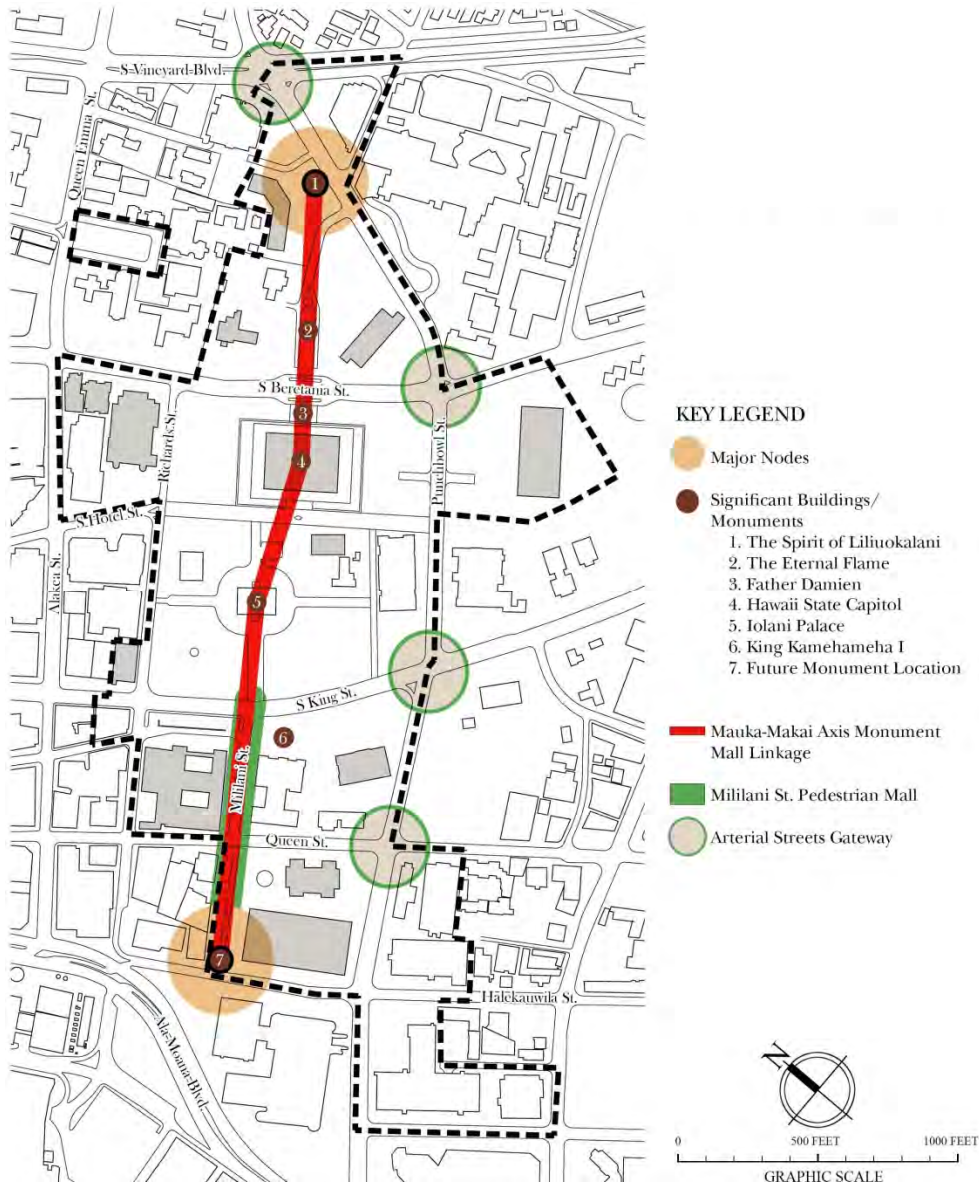 S Vineyard Blvd.
Queen Emma St.
1
2
S Beretania St.
3
4
Richards St.
Punchbowl St.
S Hotel St.
Alakea St.
5
S King St.
6
Mililani St.
Queen St.
7
Halekauwila St.
Ala Moana Blvd.
KEY LEGEND
Major Nodes
Significant Buildings/
Monuments
1. The Spirit of Liliuokalani
2. The Eternal Flame
3. Father Damien
4. Hawaii State Capitol
5. Iolani Palace
6. King Kamehameha I
7. Future Monument Location
Mauka-Makai Axis Monument
Mall Linkage
Mililani St. Pedestrian Mall
Arterial Streets Gateway
N
0 500 FEET 1000 FEET
GRAPHIC SCALE